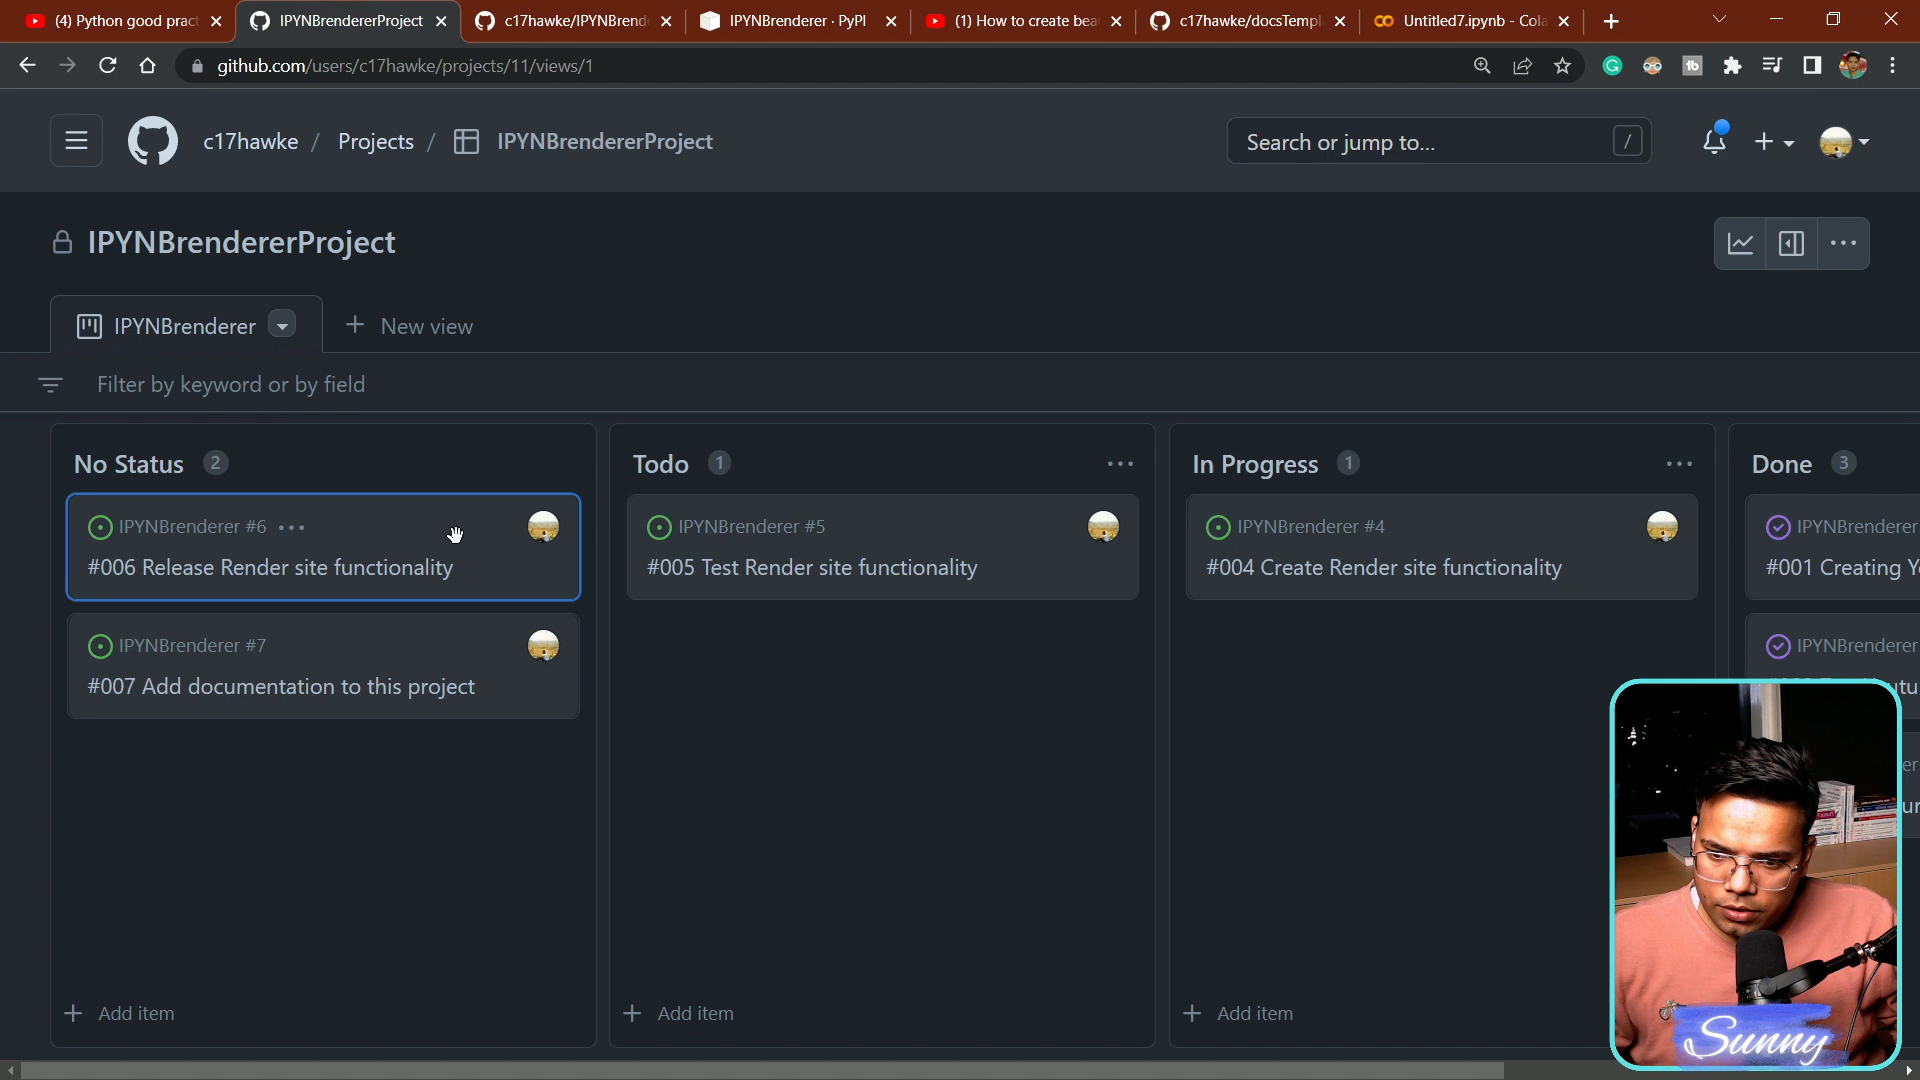 (4) Python good pract
IPYNBrendererProject
c17hawke/IPYNBrend
IPYNBrenderer · PyPI
(1) How to create bea
c17hawke/docsTempl
Untitled7.ipynb - Cola
github.com/users/c17hawke/projects/11/views/1
c17hawke / Projects / IPYNBrendererProject
Search or jump to... /
IPYNBrendererProject
IPYNBrenderer
New view
Filter by keyword or by field
No Status 2
IPYNBrenderer #6
#006 Release Render site functionality
IPYNBrenderer #7
#007 Add documentation to this project
Add item
Todo 1
IPYNBrenderer #5
#005 Test Render site functionality
Add item
In Progress 1
IPYNBrenderer #4
#004 Create Render site functionality
Add item
Done 3
IPYNBrenderer
#001 Creating Y
IPYNBrenderer
Sunny